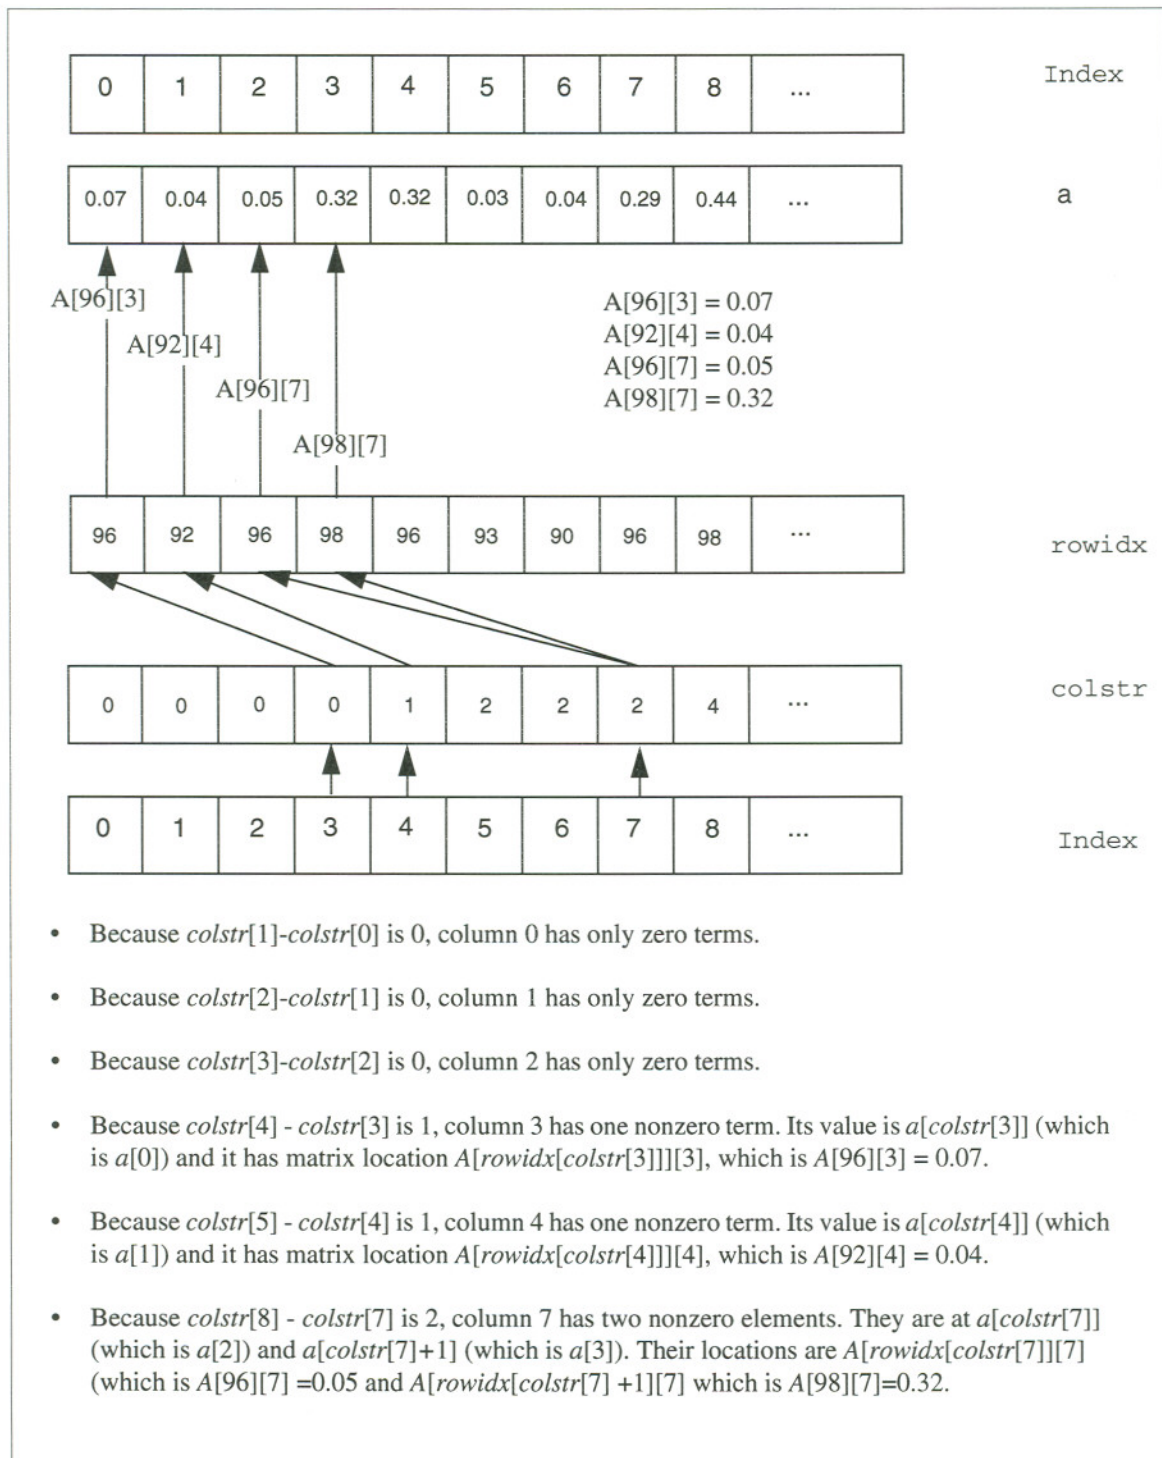 0 1 2 3 4 5 6 7 8 ... Index
0.07 0.04 0.05 0.32 0.32 0.03 0.04 0.29 0.44 ... a
A[96][3]
A[92][4]
A[96][7]
A[98][7]
A[96][3] = 0.07
A[92][4] = 0.04
A[96][7] = 0.05
A[98][7] = 0.32
96 92 96 98 96 93 90 96 98 ... rowidx
0 0 0 0 1 2 2 2 4 ... colstr
0 1 2 3 4 5 6 7 8 ... Index
• Because colstr[1]-colstr[0] is 0, column 0 has only zero terms.
• Because colstr[2]-colstr[1] is 0, column 1 has only zero terms.
• Because colstr[3]-colstr[2] is 0, column 2 has only zero terms.
• Because colstr[4] - colstr[3] is 1, column 3 has one nonzero term. Its value is a[colstr[3]] (which
is a[0]) and it has matrix location A[rowidx[colstr[3]]][3], which is A[96][3] = 0.07.
• Because colstr[5] - colstr[4] is 1, column 4 has one nonzero term. Its value is a[colstr[4]] (which
is a[1]) and it has matrix location A[rowidx[colstr[4]]][4], which is A[92][4] = 0.04.
• Because colstr[8] - colstr[7] is 2, column 7 has two nonzero elements. They are at a[colstr[7]]
(which is a[2]) and a[colstr[7]+1] (which is a[3]). Their locations are A[rowidx[colstr[7]][7]
(which is A[96][7] =0.05 and A[rowidx[colstr[7] +1][7] which is A[98][7]=0.32.